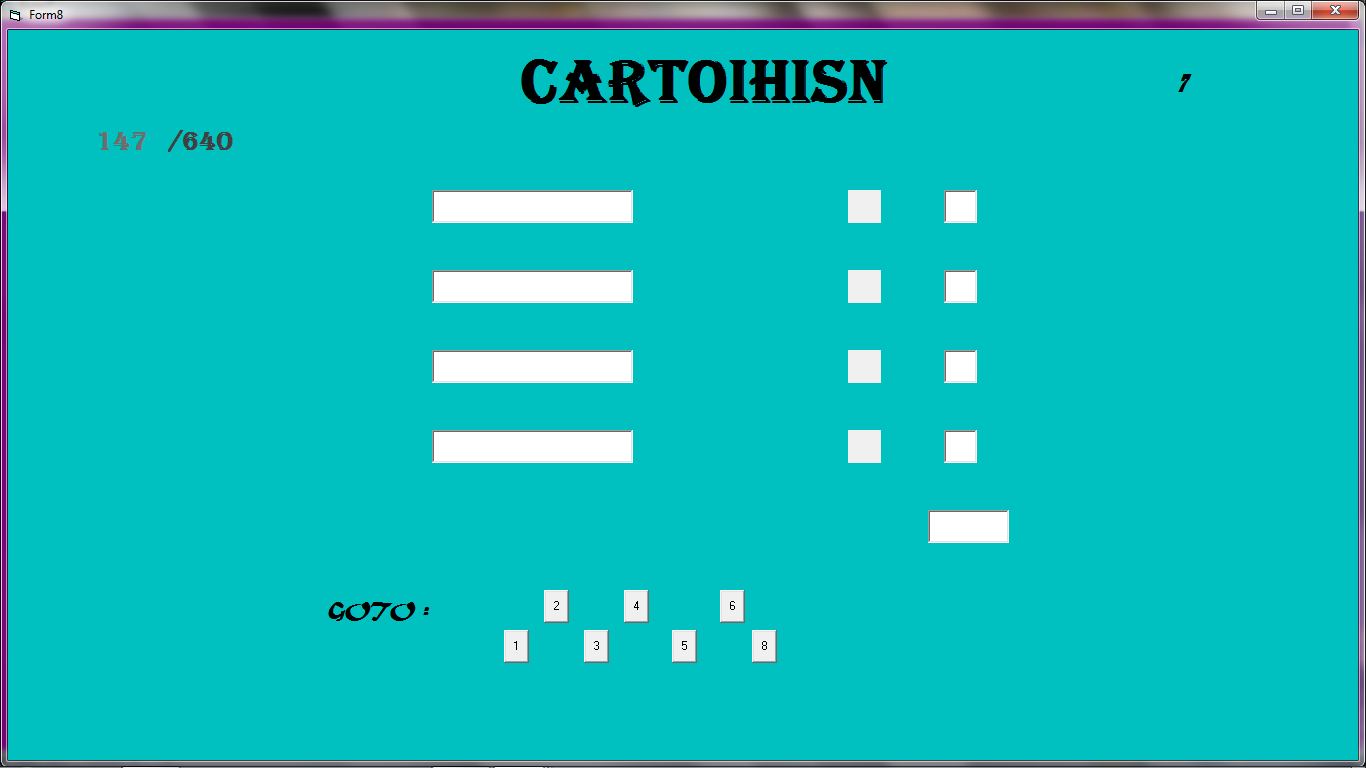 Form8
CARTOIHISN
7
147 /640
GOTO :
2 4 6
1 3 5 8